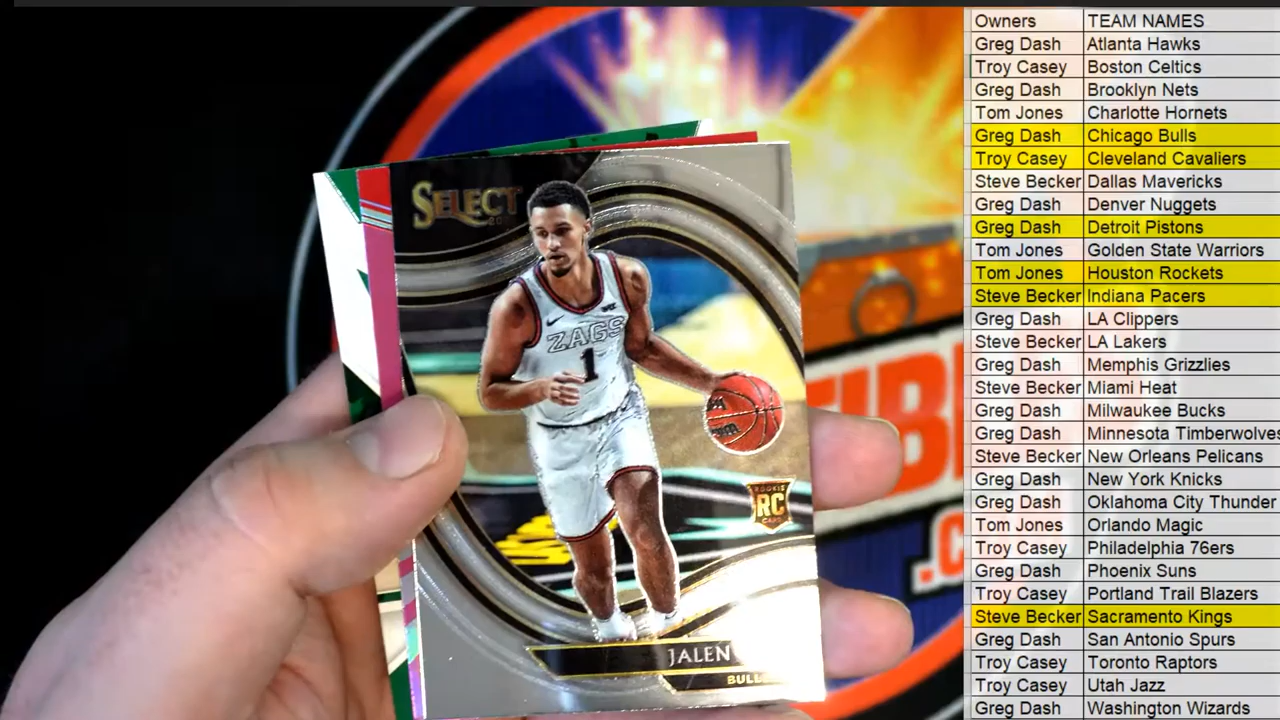 Owners TEAM NAMES
Greg Dash Atlanta Hawks
Troy Casey Boston Celtics
Greg Dash Brooklyn Nets
Tom Jones Charlotte Hornets
Greg Dash Chicago Bulls
Troy Casey Cleveland Cavaliers
Steve Becker Dallas Mavericks
Greg Dash Denver Nuggets
Greg Dash Detroit Pistons
Tom Jones Golden State Warriors
Tom Jones Houston Rockets
Steve Becker Indiana Pacers
Greg Dash LA Clippers
Steve Becker LA Lakers
Greg Dash Memphis Grizzlies
Steve Becker Miami Heat
Greg Dash Milwaukee Bucks
Greg Dash Minnesota Timberwolves
Steve Becker New Orleans Pelicans
Greg Dash New York Knicks
Greg Dash Oklahoma City Thunder
Tom Jones Orlando Magic
Troy Casey Philadelphia 76ers
Greg Dash Phoenix Suns
Troy Casey Portland Trail Blazers
Steve Becker Sacramento Kings
Greg Dash San Antonio Spurs
Troy Casey Toronto Raptors
Troy Casey Utah Jazz
Greg Dash Washington Wizards
SELECT
ZAGS
1
ROOKIE
RC
CARD
JALEN